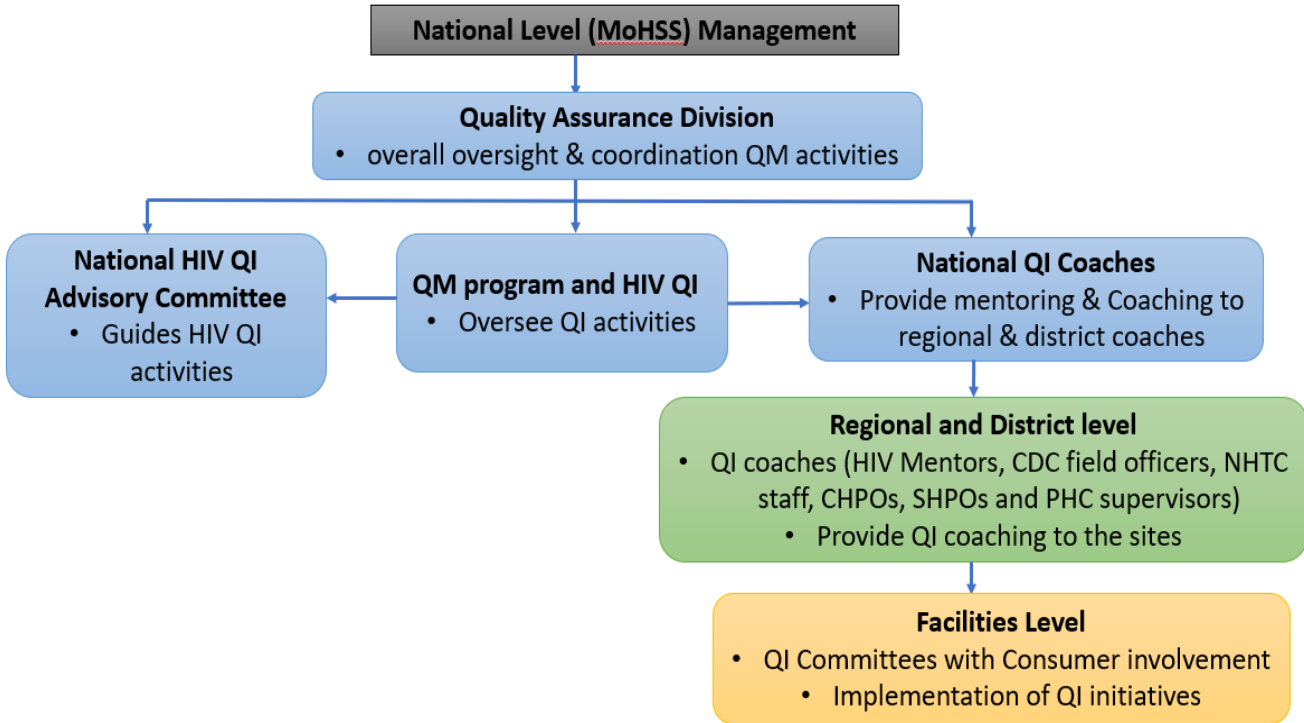 National Level (MoHSS) Management
Quality Assurance Division
• overall oversight & coordination QM activities
National HIV QI
Advisory Committee
• Guides HIV QI
activities
QM program and HIV QI
• Oversee QI activities
National QI Coaches
• Provide mentoring & Coaching to
regional & district coaches
Regional and District level
• QI coaches (HIV Mentors, CDC field officers, NHTC
staff, CHPOs, SHPOs and PHC supervisors)
• Provide QI coaching to the sites
Facilities Level
• QI Committees with Consumer involvement
• Implementation of QI initiatives